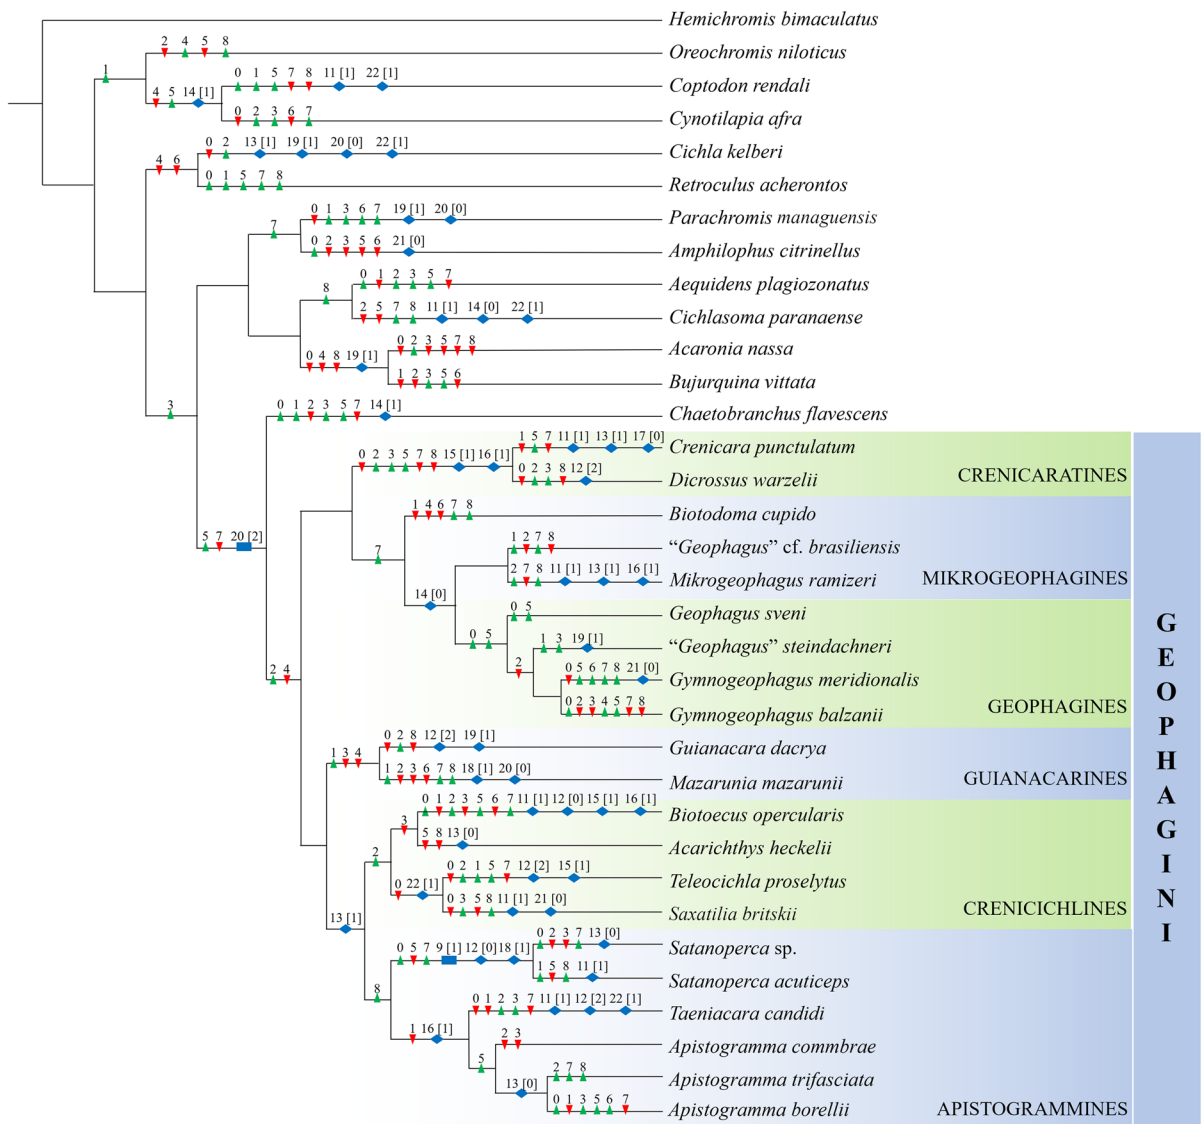 Hemichromis bimaculatus
2 4 5 8
Oreochromis niloticus
1
0 1 5 7 8 11 [1] 22 [1]
Coptodon rendali
4 5 14 [1]
0 2 3 6 7
Cynotilapia afra
0 2 13 [1] 19 [1] 20 [0] 22 [1]
Cichla kelberi
4 6
0 1 5 7 8
Retroculus acherontos
0 1 3 6 7 19 [1] 20 [0]
Parachromis managuensis
7
0 2 3 5 6 21 [0]
Amphilophus citrinellus
0 1 2 3 5 7
Aequidens plagiozonatus
8
2 5 7 8 11 [1] 14 [0] 22 [1]
Cichlasoma paranaense
0 2 3 5 7 8
Acaronia nassa
0 4 8 19 [1]
1 2 3 5 6
Bujurquina vittata
3
0 1 2 3 5 7 14 [1]
Chaetobranchus flavescens
1 5 7 11 [1] 13 [1] 17 [0]
Crenicara punctulatum
0 2 3 5 7 8 15 [1] 16 [1]
0 2 3 8 12 [2]
Dicrossus warzelii
CRENICARATINES
1 4 6 7 8
Biotodoma cupido
5 7 20 [2]
1 2 7 8
“Geophagus” cf. brasiliensis
7
2 7 8 11 [1] 13 [1] 16 [1]
Mikrogeophagus ramizeri
MIKROGEOPHAGINES
14 [0]
0 5
Geophagus sveni
0 5
1 3 19 [1]
“Geophagus” steindachneri
2
0 5 6 7 8 21 [0]
Gymnogeophagus meridionalis
2 4
0 2 3 4 5 7 8
Gymnogeophagus balzanii
GEOPHAGINES
0 2 8 12 [2] 19 [1]
Guianacara dacrya
1 3 4
1 2 3 6 7 8 18 [1] 20 [0]
Mazarunia mazarunii
GUIANACARINES
0 1 2 3 5 6 7 11 [1] 12 [0] 15 [1] 16 [1]
Biotoecus opercularis
3
5 8 13 [0]
Acarichthys heckelii
2
0 2 1 5 7 12 [2] 15 [1]
Teleocichla proselytus
0 22 [1]
0 3 5 8 11 [1] 21 [0]
Saxatilia britskii
CRENICICHLINES
13 [1]
0 2 3 7 13 [0]
Satanoperca sp.
0 5 7 9 [1] 12 [0] 18 [1]
1 5 8 11 [1]
Satanoperca acuticeps
8
0 1 2 3 7 11 [1] 12 [2] 22 [1]
Taeniacara candidi
1 16 [1]
2 3
Apistogramma commbrae
5
2 7 8
Apistogramma trifasciata
13 [0]
0 1 3 5 6 7
Apistogramma borellii
APISTOGRAMMINES
G
E
O
P
H
A
G
I
N
I